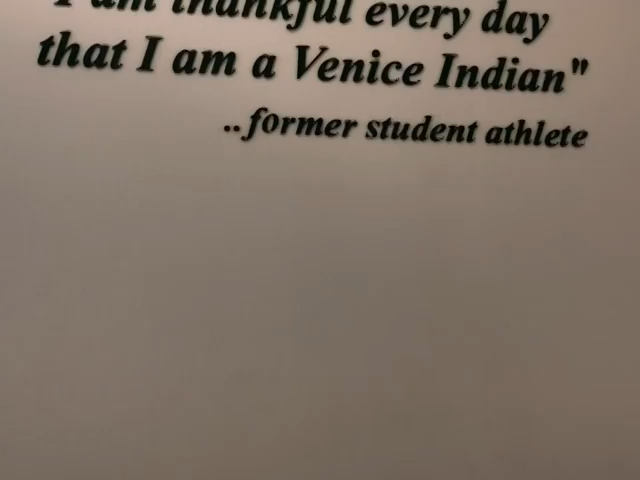 "I am thankful every day
that I am a Venice Indian"
..former student athlete